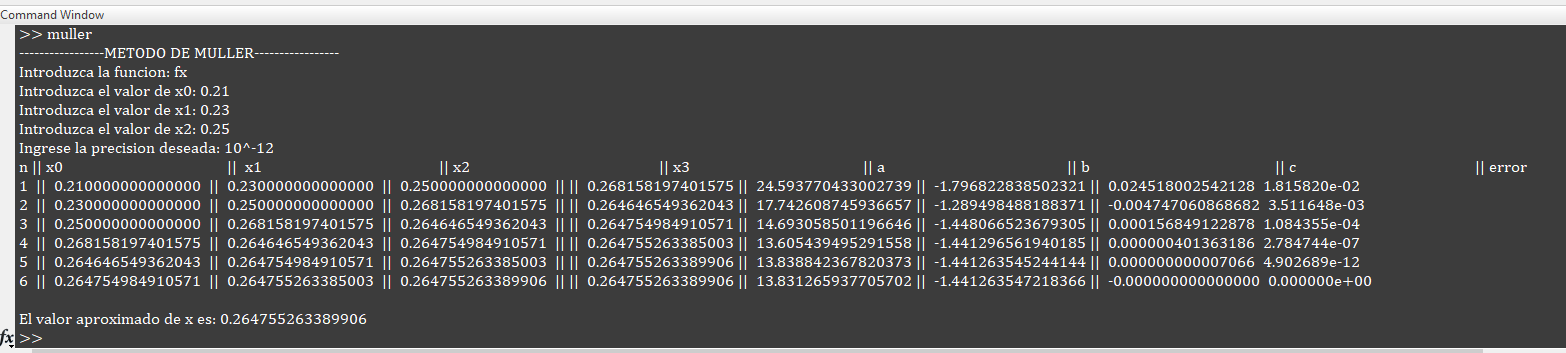 Command Window
>> muller
-----------------METODO DE MULLER-----------------
Introduzca la funcion: fx
Introduzca el valor de x0: 0.21
Introduzca el valor de x1: 0.23
Introduzca el valor de x2: 0.25
Ingrese la precision deseada: 10^-12
n || x0 || x1 || x2 || x3 || a || b || c || error
1 || 0.210000000000000 || 0.230000000000000 || 0.250000000000000 || || 0.268158197401575 || 24.593770433002739 || -1.796822838502321 || 0.024518002542128 1.815820e-02
2 || 0.230000000000000 || 0.250000000000000 || 0.268158197401575 || || 0.264646549362043 || 17.742608745936657 || -1.289498488188371 || -0.004747060868682 3.511648e-03
3 || 0.250000000000000 || 0.268158197401575 || 0.264646549362043 || || 0.264754984910571 || 14.693058501196646 || -1.448066523679305 || 0.000156849122878 1.084355e-04
4 || 0.268158197401575 || 0.264646549362043 || 0.264754984910571 || || 0.264755263385003 || 13.605439495291558 || -1.441296561940185 || 0.000000401363186 2.784744e-07
5 || 0.264646549362043 || 0.264754984910571 || 0.264755263385003 || || 0.264755263389906 || 13.838842367820373 || -1.441263545244144 || 0.000000000007066 4.902689e-12
6 || 0.264754984910571 || 0.264755263385003 || 0.264755263389906 || || 0.264755263389906 || 13.831265937705702 || -1.441263547218366 || -0.000000000000000 0.000000e+00
El valor aproximado de x es: 0.264755263389906
fx >>